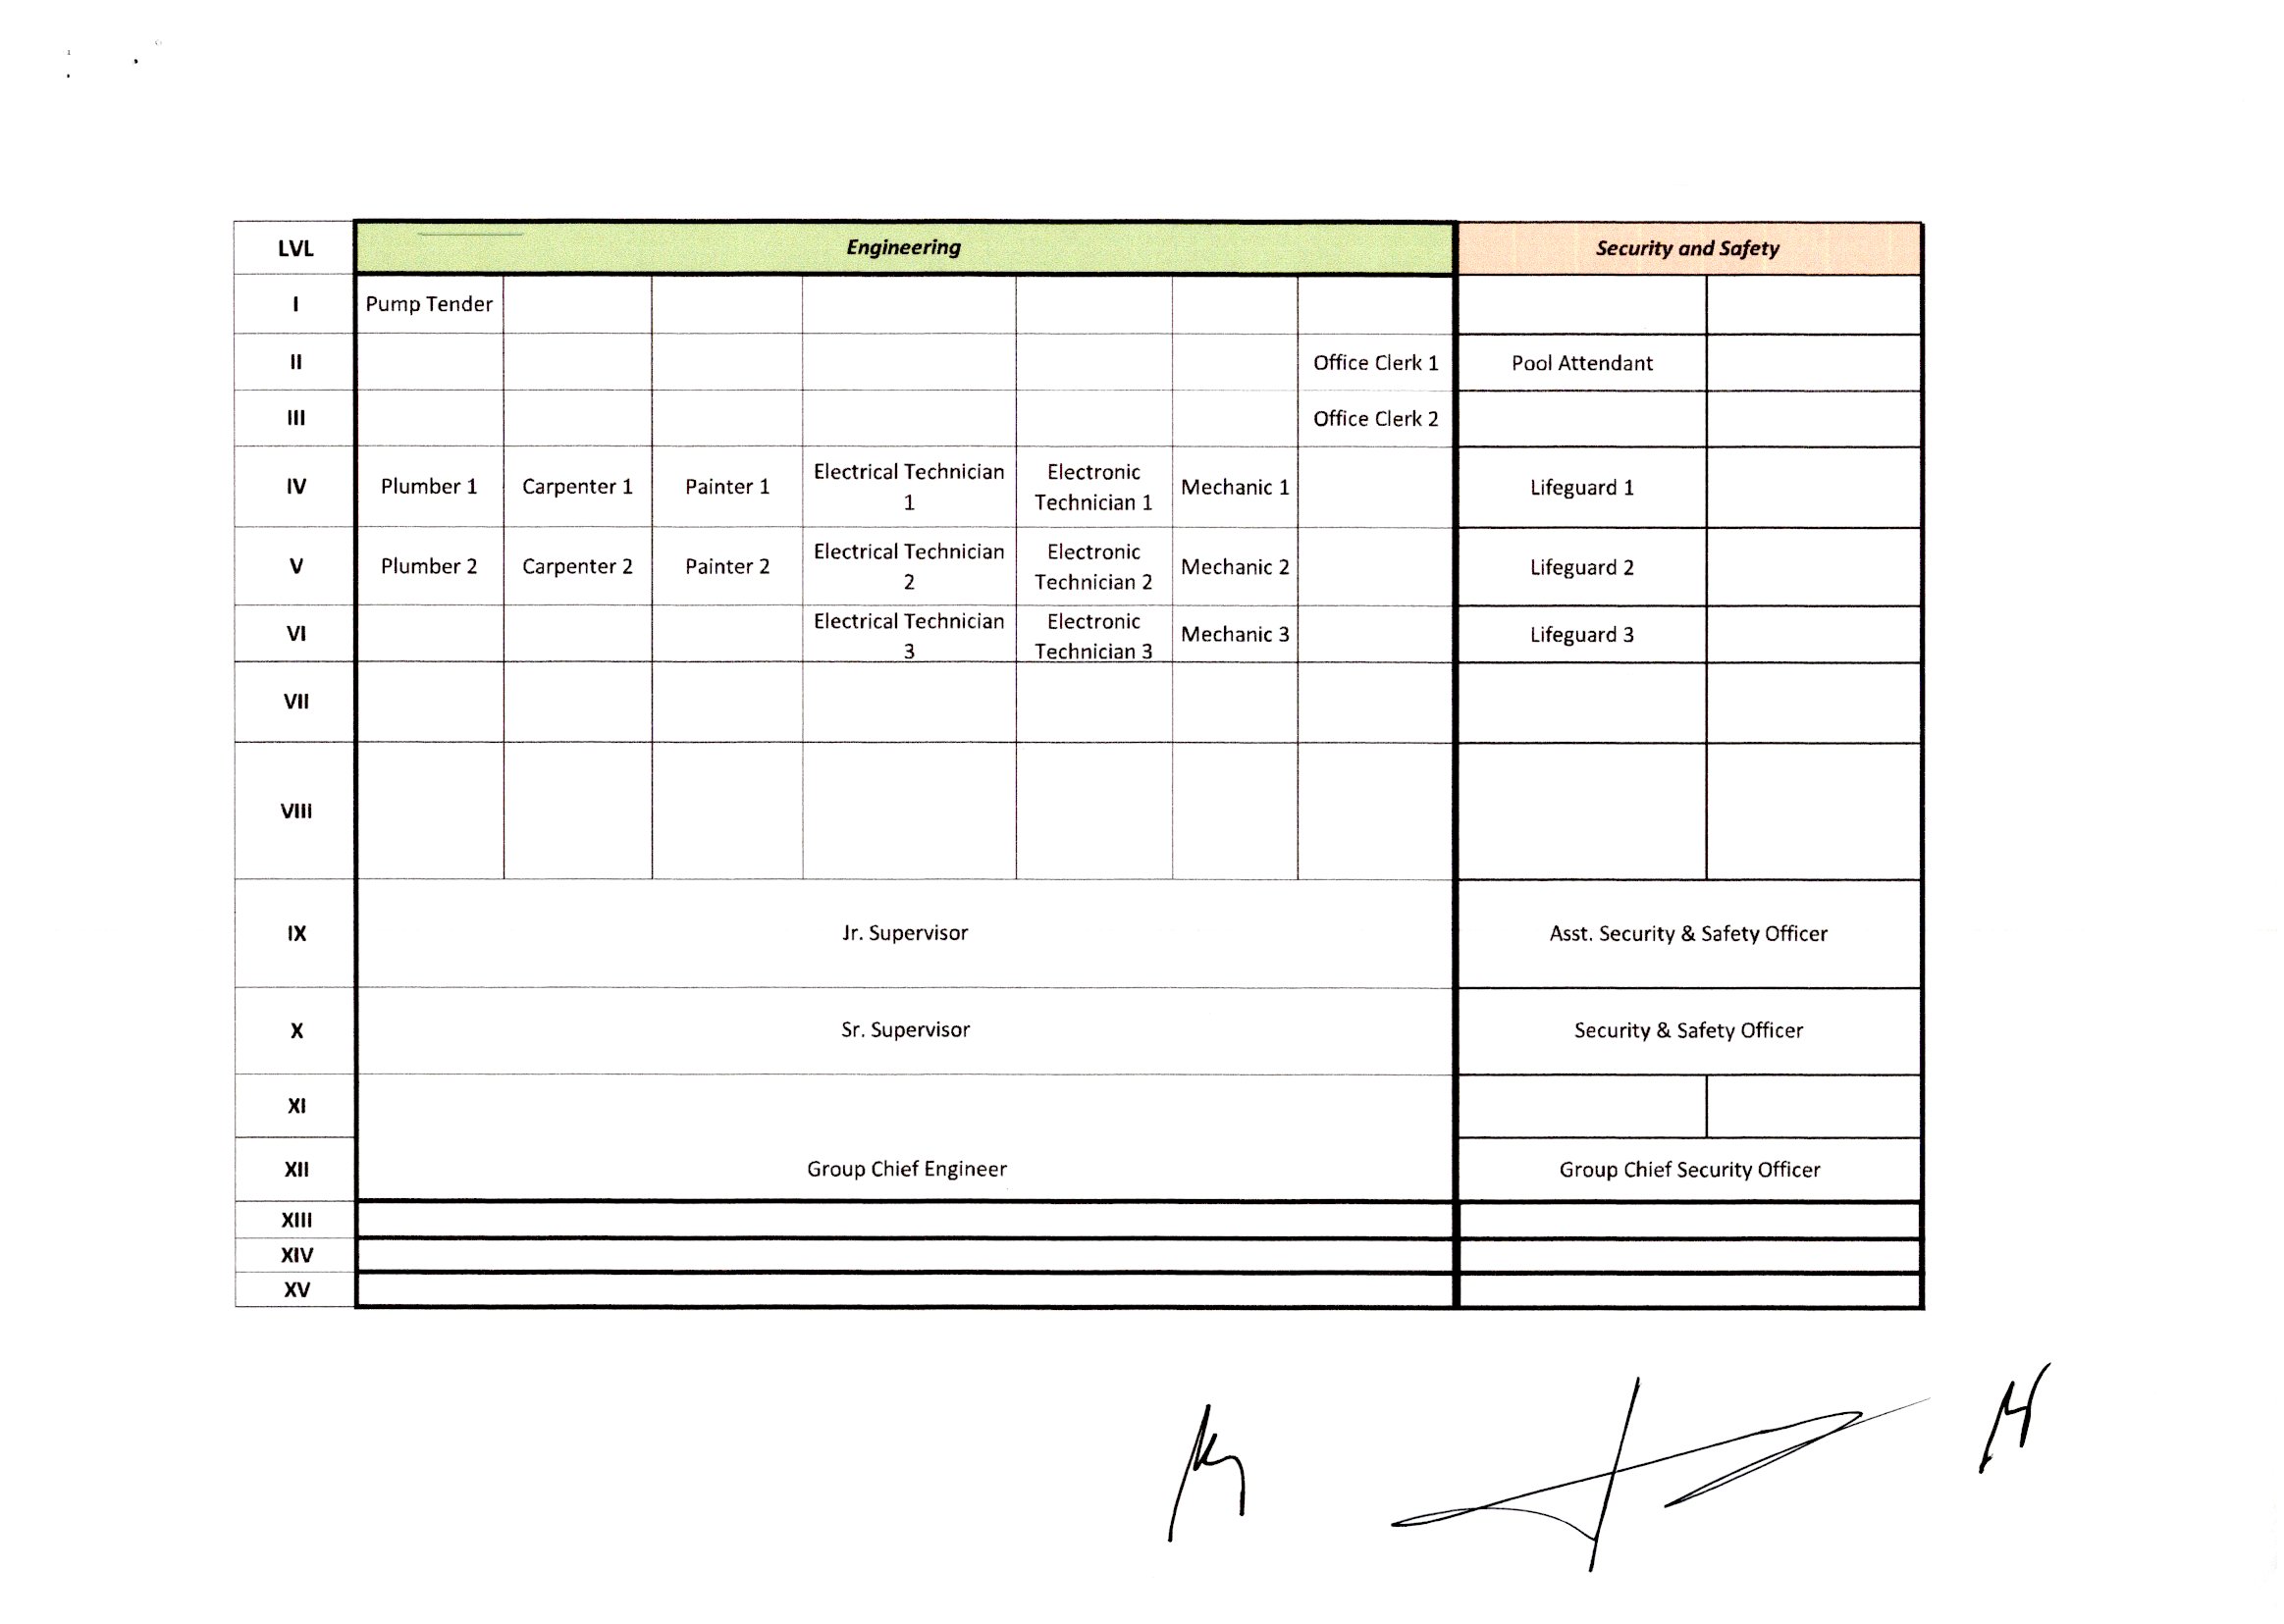 LVL Engineering Security and Safety
I Pump Tender
II Office Clerk 1 Pool Attendant
III Office Clerk 2
IV Plumber 1 Carpenter 1 Painter 1 Electrical Technician 1 Electronic Technician 1 Mechanic 1 Lifeguard 1
V Plumber 2 Carpenter 2 Painter 2 Electrical Technician 2 Electronic Technician 2 Mechanic 2 Lifeguard 2
VI Electrical Technician 3 Electronic Technician 3 Mechanic 3 Lifeguard 3
VII
VIII
IX Jr. Supervisor Asst. Security & Safety Officer
X Sr. Supervisor Security & Safety Officer
XI
XII Group Chief Engineer Group Chief Security Officer
XIII
XIV
XV